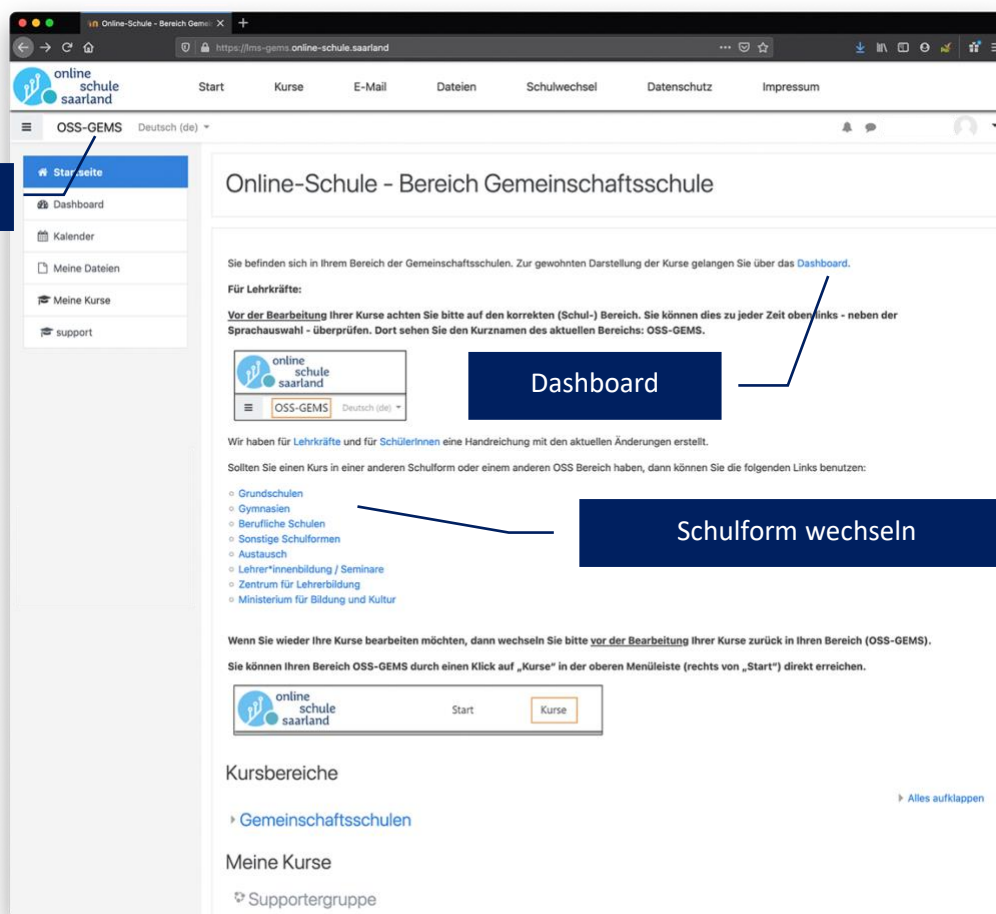 Online-Schule - Bereich Gemei
https://lms-gems.online-schule.saarland
online
schule
saarland
Start Kurse E-Mail Dateien Schulwechsel Datenschutz Impressum
OSS-GEMS Deutsch (de)
Startseite
Dashboard
Kalender
Meine Dateien
Meine Kurse
support
Online-Schule - Bereich Gemeinschaftsschule
Sie befinden sich in Ihrem Bereich der Gemeinschaftsschulen. Zur gewohnten Darstellung der Kurse gelangen Sie über das Dashboard.
Für Lehrkräfte:
Vor der Bearbeitung Ihrer Kurse achten Sie bitte auf den korrekten (Schul-) Bereich. Sie können dies zu jeder Zeit oben links - neben der
Sprachauswahl - überprüfen. Dort sehen Sie den Kurznamen des aktuellen Bereichs: OSS-GEMS.
online
schule
saarland
OSS-GEMS Deutsch (de)
Dashboard
Wir haben für Lehrkräfte und für SchülerInnen eine Handreichung mit den aktuellen Änderungen erstellt.
Sollten Sie einen Kurs in einer anderen Schulform oder einem anderen OSS Bereich haben, dann können Sie die folgenden Links benutzen:
Grundschulen
Gymnasien
Berufliche Schulen
Sonstige Schulformen
Austausch
Lehrer*innenbildung / Seminare
Zentrum für Lehrerbildung
Ministerium für Bildung und Kultur
Schulform wechseln
Wenn Sie wieder Ihre Kurse bearbeiten möchten, dann wechseln Sie bitte vor der Bearbeitung Ihrer Kurse zurück in Ihren Bereich (OSS-GEMS).
Sie können Ihren Bereich OSS-GEMS durch einen Klick auf „Kurse" in der oberen Menüleiste (rechts von „Start") direkt erreichen.
online
schule
saarland
Start Kurse
Kursbereiche
Alles aufklappen
Gemeinschaftsschulen
Meine Kurse
Supportergruppe